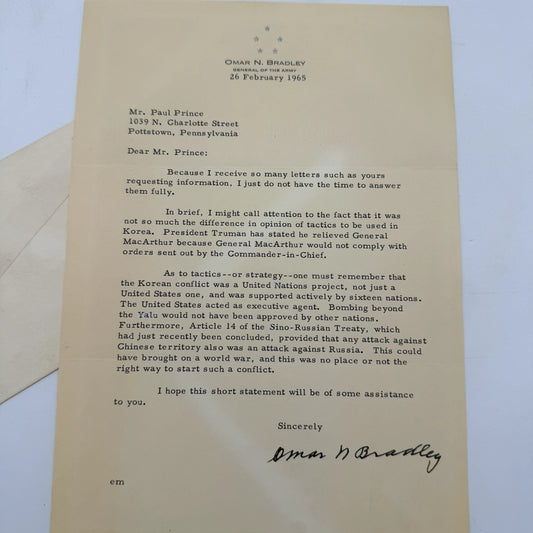 OMAR N. BRADLEY
GENERAL OF THE ARMY
26 February 1965
Mr. Paul Prince
1039 N. Charlotte Street
Pottstown, Pennsylvania
Dear Mr. Prince:
Because I receive so many letters such as yours
requesting information, I just do not have the time to answer
them fully.
In brief, I might call attention to the fact that it was
not so much the difference in opinion of tactics to be used in
Korea. President Truman has stated he relieved General
MacArthur because General MacArthur would not comply with
orders sent out by the Commander-in-Chief.
As to tactics--or strategy--one must remember that
the Korean conflict was a United Nations project, not just a
United States one, and was supported actively by sixteen nations.
The United States acted as executive agent. Bombing beyond
the Yalu would not have been approved by other nations.
Furthermore, Article 14 of the Sino-Russian Treaty, which
had just recently been concluded, provided that any attack against
Chinese territory also was an attack against Russia. This could
have brought on a world war, and this was no place or not the
right way to start such a conflict.
I hope this short statement will be of some assistance
to you.
Sincerely
Omar N Bradley
em